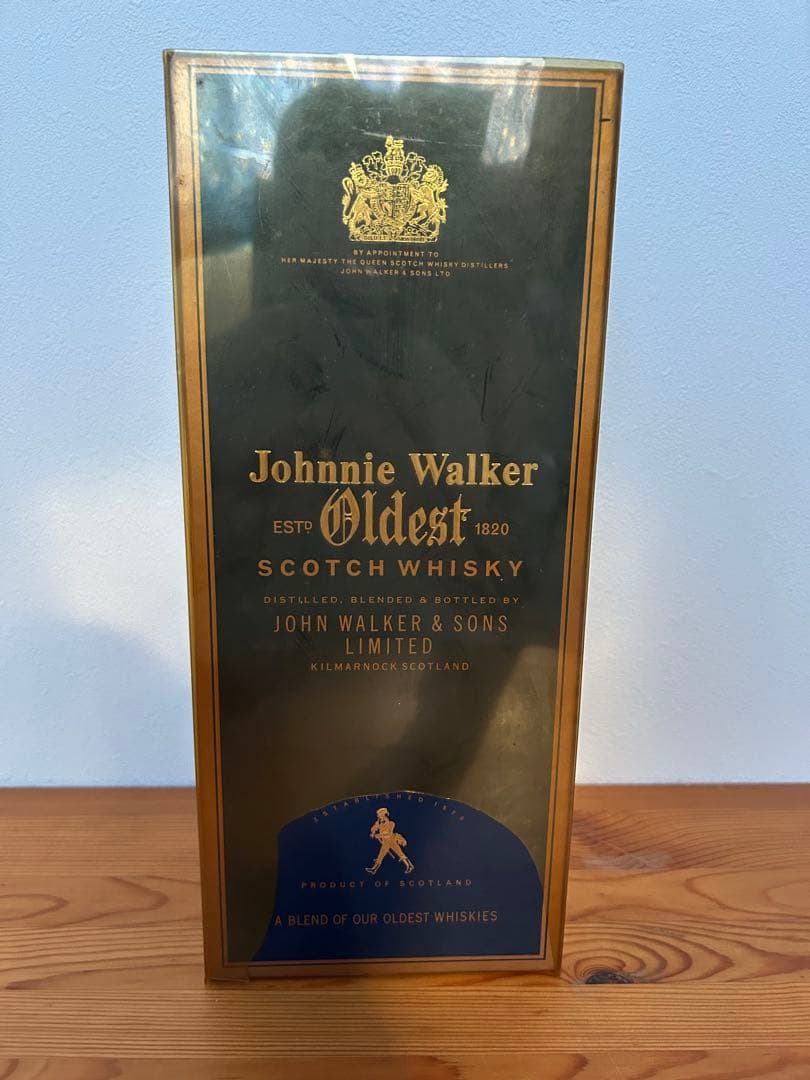 BY APPOINTMENT TO
HER MAJESTY THE QUEEN SCOTCH WHISKY DISTILLERS
JOHN WALKER & SONS LTD
Johnnie Walker
ESTD Oldest 1820
SCOTCH WHISKY
DISTILLED, BLENDED & BOTTLED BY
JOHN WALKER & SONS
LIMITED
KILMARNOCK SCOTLAND
ESTABLISHED
PRODUCT OF SCOTLAND
A BLEND OF OUR OLDEST WHISKIES